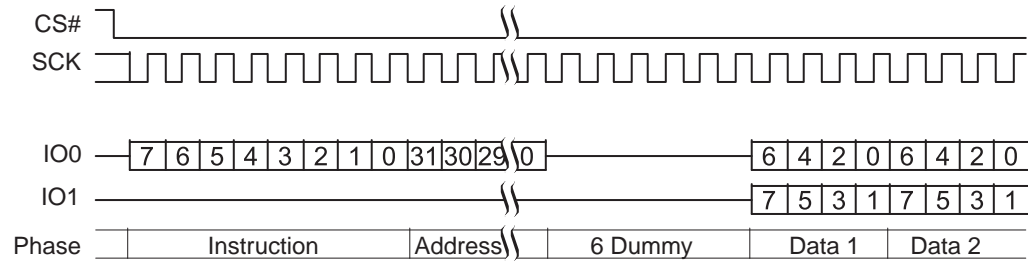 CS#
SCK
IO0 7 6 5 4 3 2 1 0 31 30 29 0 6 4 2 0 6 4 2 0
IO1 7 5 3 1 7 5 3 1
Phase Instruction Address 6 Dummy Data 1 Data 2